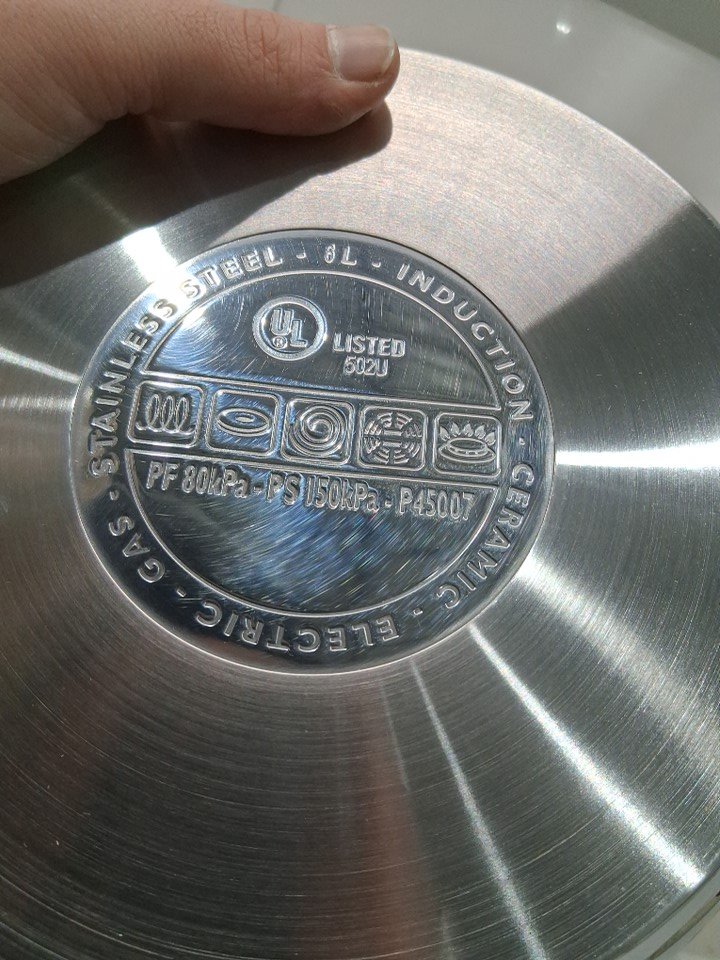 STAINLESS STEEL - 6L - INDUCTION - CERAMIC - ELECTRIC - GAS -
UL
®
LISTED
502U
PF 80kPa - PS 150kPa - P45007